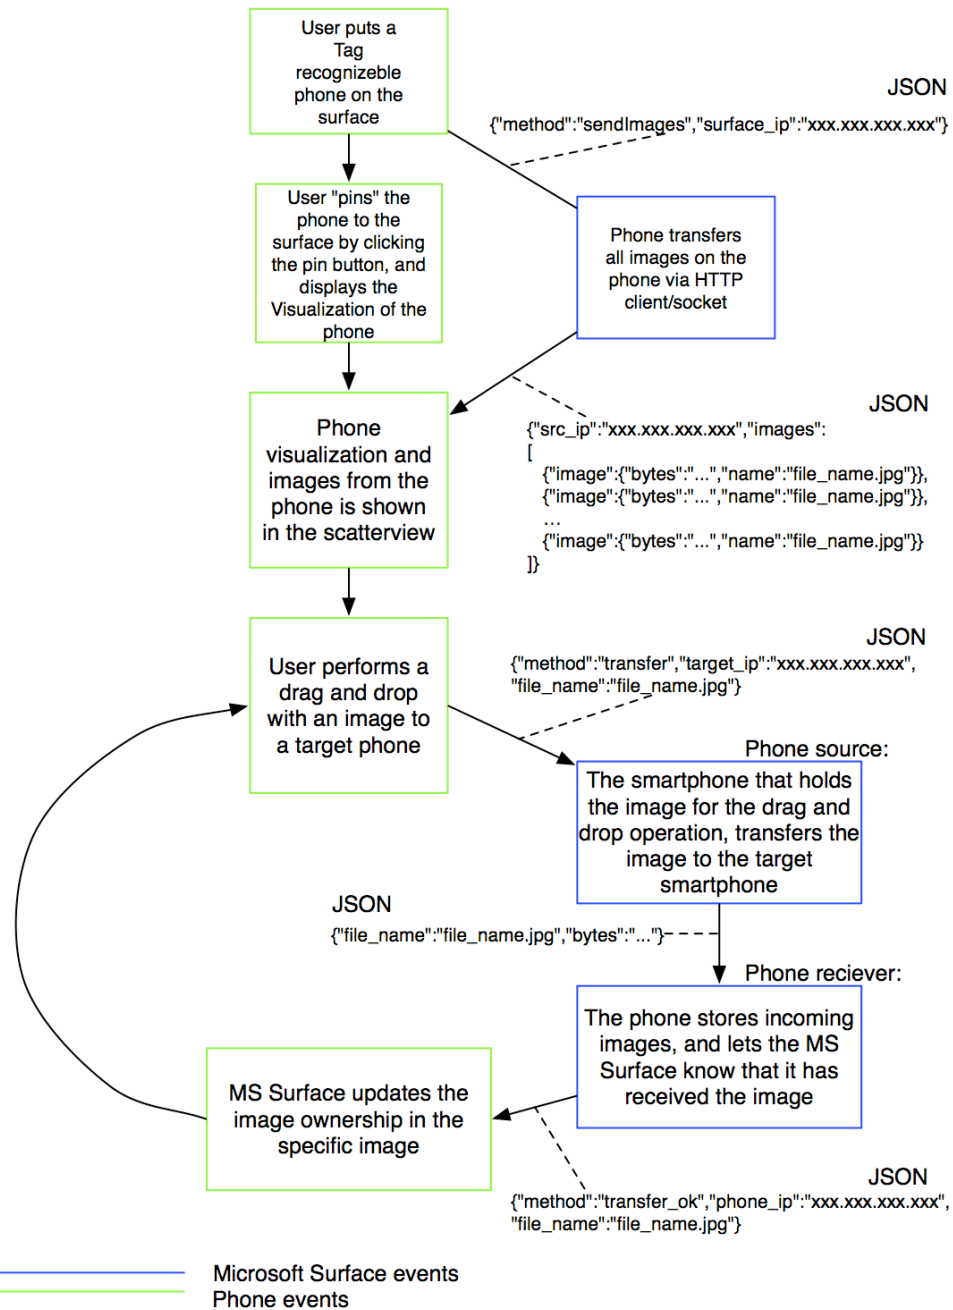 User puts a
Tag
recognizeble
phone on the
surface
JSON
{"method":"sendImages","surface_ip":"xxx.xxx.xxx.xxx"}
User "pins" the
phone to the
surface by clicking
the pin button, and
displays the
Visualization of the
phone
Phone transfers
all images on the
phone via HTTP
client/socket
Phone
visualization and
images from the
phone is shown
in the scatterview
JSON
{"src_ip":"xxx.xxx.xxx.xxx","images":
[
{"image":{"bytes":"...","name":"file_name.jpg"}},
{"image":{"bytes":"...","name":"file_name.jpg"}},
...
{"image":{"bytes":"...","name":"file_name.jpg"}}
]}
User performs a
drag and drop
with an image to
a target phone
JSON
{"method":"transfer","target_ip":"xxx.xxx.xxx.xxx",
"file_name":"file_name.jpg"}
Phone source:
The smartphone that holds
the image for the drag and
drop operation, transfers the
image to the target
smartphone
JSON
{"file_name":"file_name.jpg","bytes":"..."}
Phone reciever:
The phone stores incoming
images, and lets the MS
Surface know that it has
received the image
MS Surface updates the
image ownership in the
specific image
JSON
{"method":"transfer_ok","phone_ip":"xxx.xxx.xxx.xxx",
"file_name":"file_name.jpg"}
Microsoft Surface events
Phone events